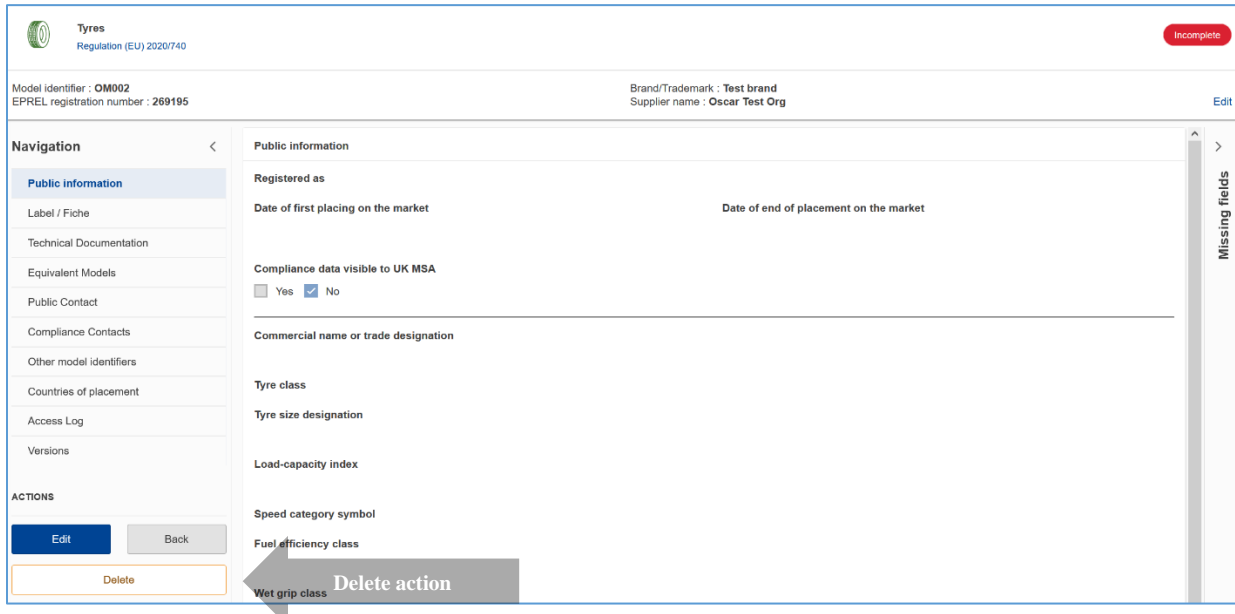 Tyres
Regulation (EU) 2020/740
Incomplete
Model identifier : OM002
EPREL registration number : 269195
Brand/Trademark : Test brand
Supplier name : Oscar Test Org
Edit
Navigation
Public information
Label / Fiche
Technical Documentation
Equivalent Models
Public Contact
Compliance Contacts
Other model identifiers
Countries of placement
Access Log
Versions
ACTIONS
Edit
Back
Delete
Public information
Registered as
Date of first placing on the market
Date of end of placement on the market
Compliance data visible to UK MSA
Yes No
Commercial name or trade designation
Tyre class
Tyre size designation
Load-capacity index
Speed category symbol
Fuel efficiency class
Wet grip class
Delete action
Missing fields